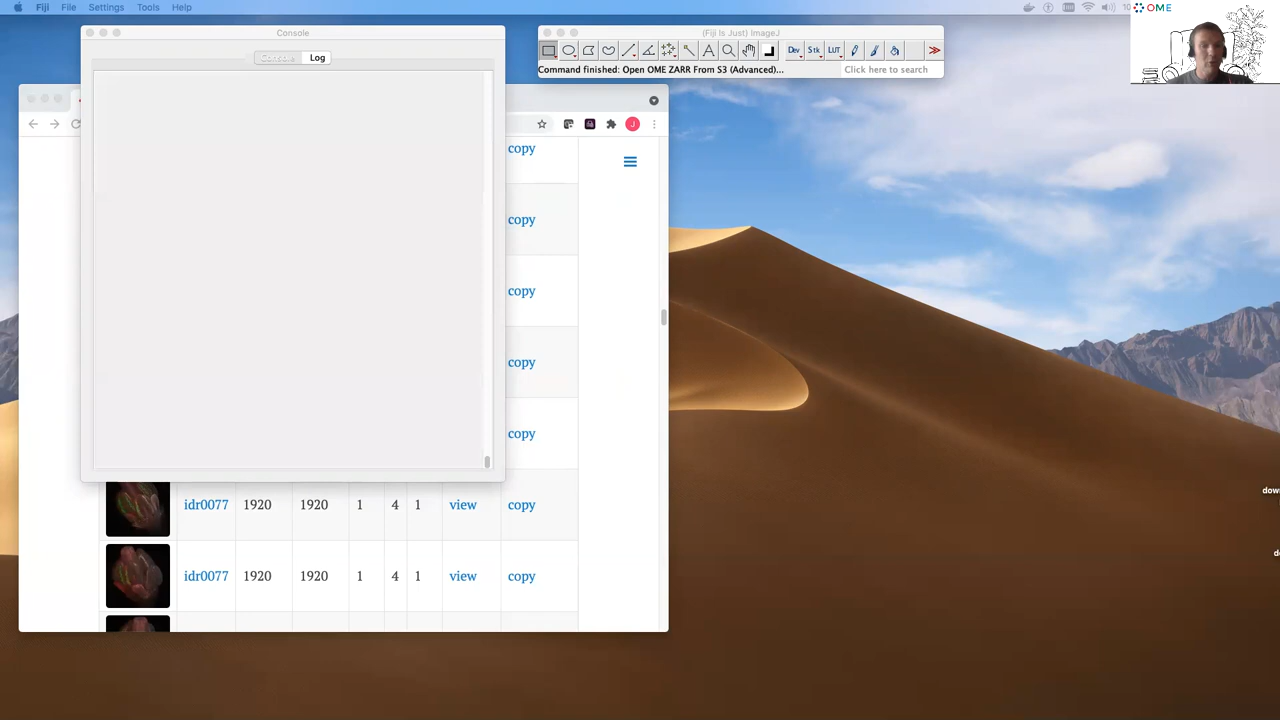 Fiji File Settings Tools Help
OME
Console
Console Log
(Fiji Is Just) ImageJ
Dev Stk LUT
Command finished: Open OME ZARR From S3 (Advanced)...
Click here to search
J
copy
copy
copy
copy
copy
idr0077 1920 1920 1 4 1 view copy
idr0077 1920 1920 1 4 1 view copy